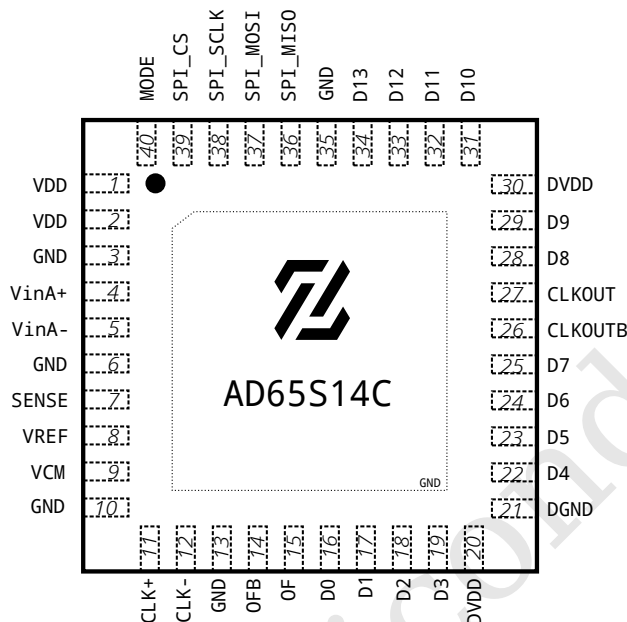 MODE SPI_CS SPI_SCLK SPI_MOSI SPI_MISO GND D13 D12 D11 D10
40 39 38 37 36 35 34 33 32 31
VDD 1 30 DVDD
VDD 2 29 D9
GND 3 28 D8
VinA+ 4 27 CLKOUT
VinA- 5 26 CLKOUTB
GND 6 25 D7
SENSE 7 24 D6
AD65S14C
VREF 8 23 D5
VCM 9 22 D4
GND
GND 10 21 DGND
11 12 13 14 15 16 17 18 19 20
CLK+ CLK- GND OFB OF D0 D1 D2 D3 DVDD